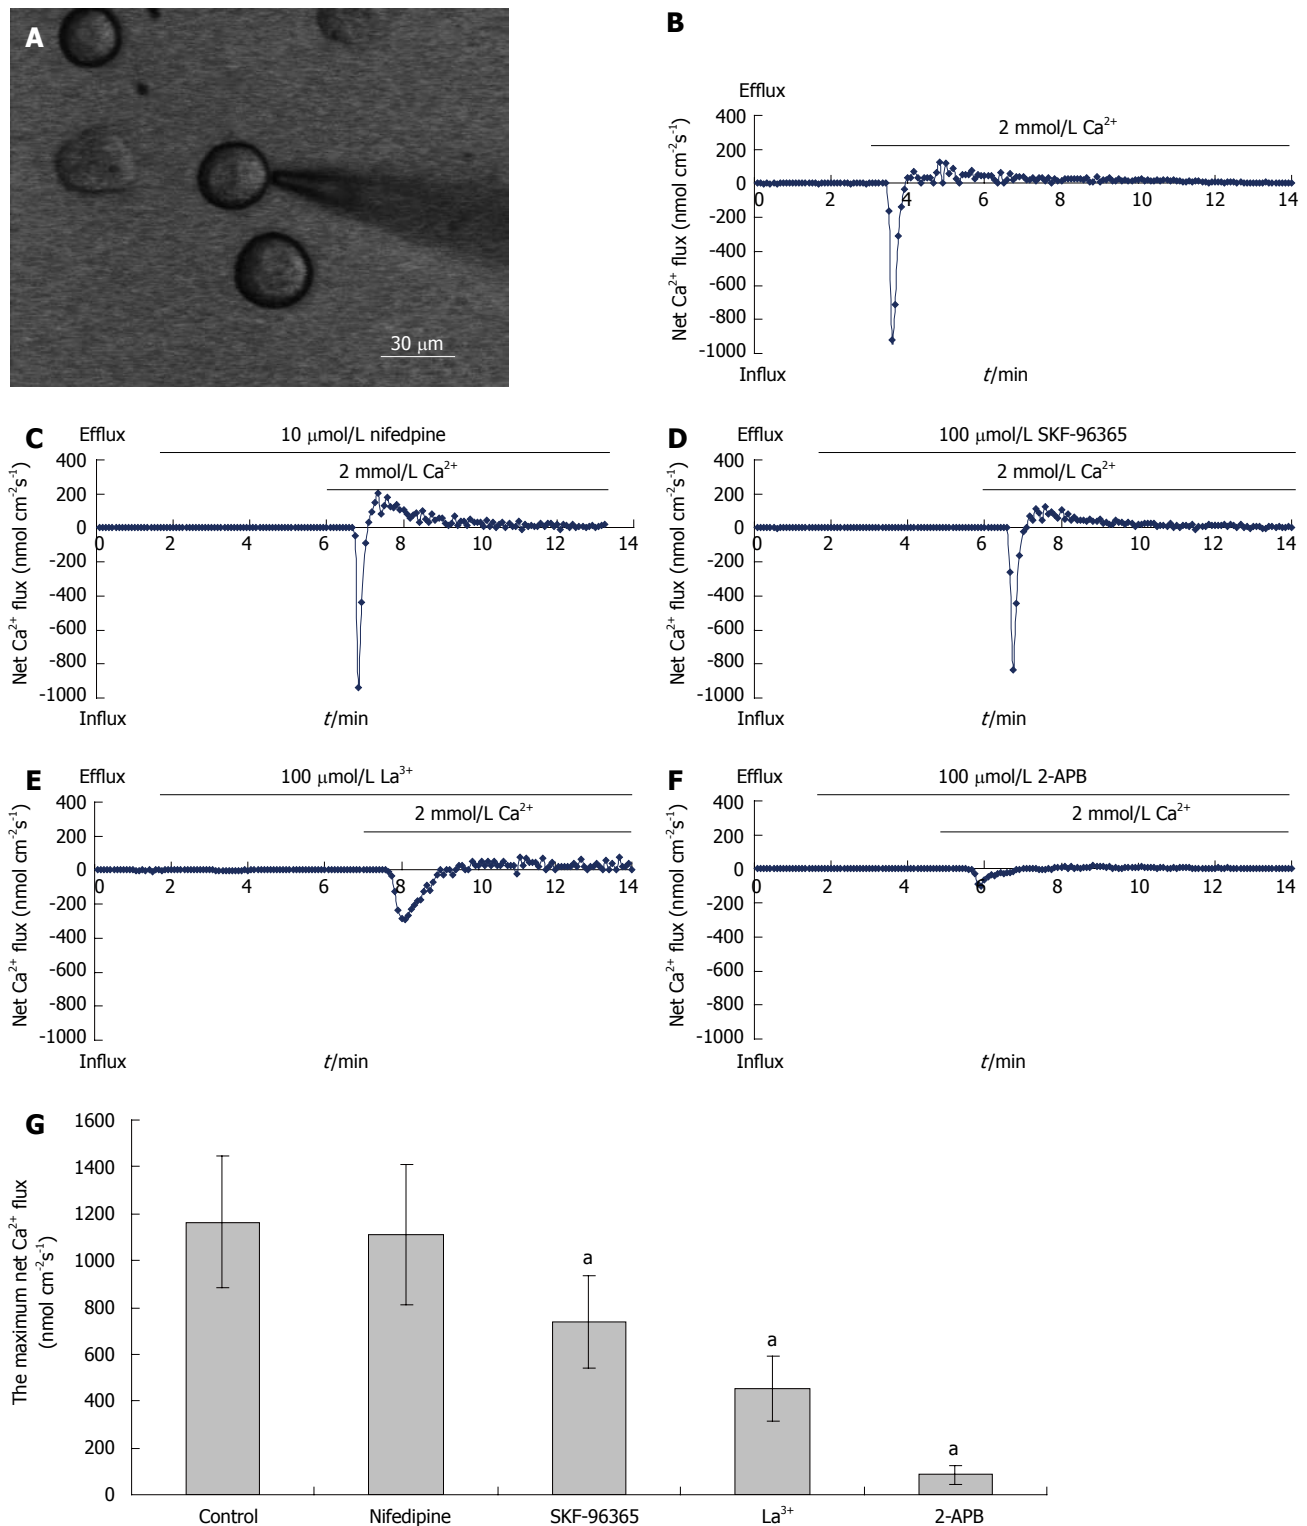 A
30 μm
B
Efflux
400
200
0
-200
-400
-600
-800
-1000
Net Ca²⁺ flux (nmol cm⁻²s⁻¹)
2 mmol/L Ca²⁺
0 2 4 6 8 10 12 14
Influx
t/min
C
Efflux
10 μmol/L nifedpine
2 mmol/L Ca²⁺
400
200
0
-200
-400
-600
-800
-1000
Net Ca²⁺ flux (nmol cm⁻²s⁻¹)
0 2 4 6 8 10 12 14
Influx
t/min
D
Efflux
100 μmol/L SKF-96365
2 mmol/L Ca²⁺
400
200
0
-200
-400
-600
-800
-1000
Net Ca²⁺ flux (nmol cm⁻²s⁻¹)
0 2 4 6 8 10 12 14
Influx
t/min
E
Efflux
100 μmol/L La³⁺
2 mmol/L Ca²⁺
400
200
0
-200
-400
-600
-800
-1000
Net Ca²⁺ flux (nmol cm⁻²s⁻¹)
0 2 4 6 8 10 12 14
Influx
t/min
F
Efflux
100 μmol/L 2-APB
2 mmol/L Ca²⁺
400
200
0
-200
-400
-600
-800
-1000
Net Ca²⁺ flux (nmol cm⁻²s⁻¹)
0 2 4 6 8 10 12 14
Influx
t/min
G
1600
1400
1200
1000
800
600
400
200
0
The maximum net Ca²⁺ flux
(nmol cm⁻²s⁻¹)
a
a
a
Control Nifedipine SKF-96365 La³⁺ 2-APB